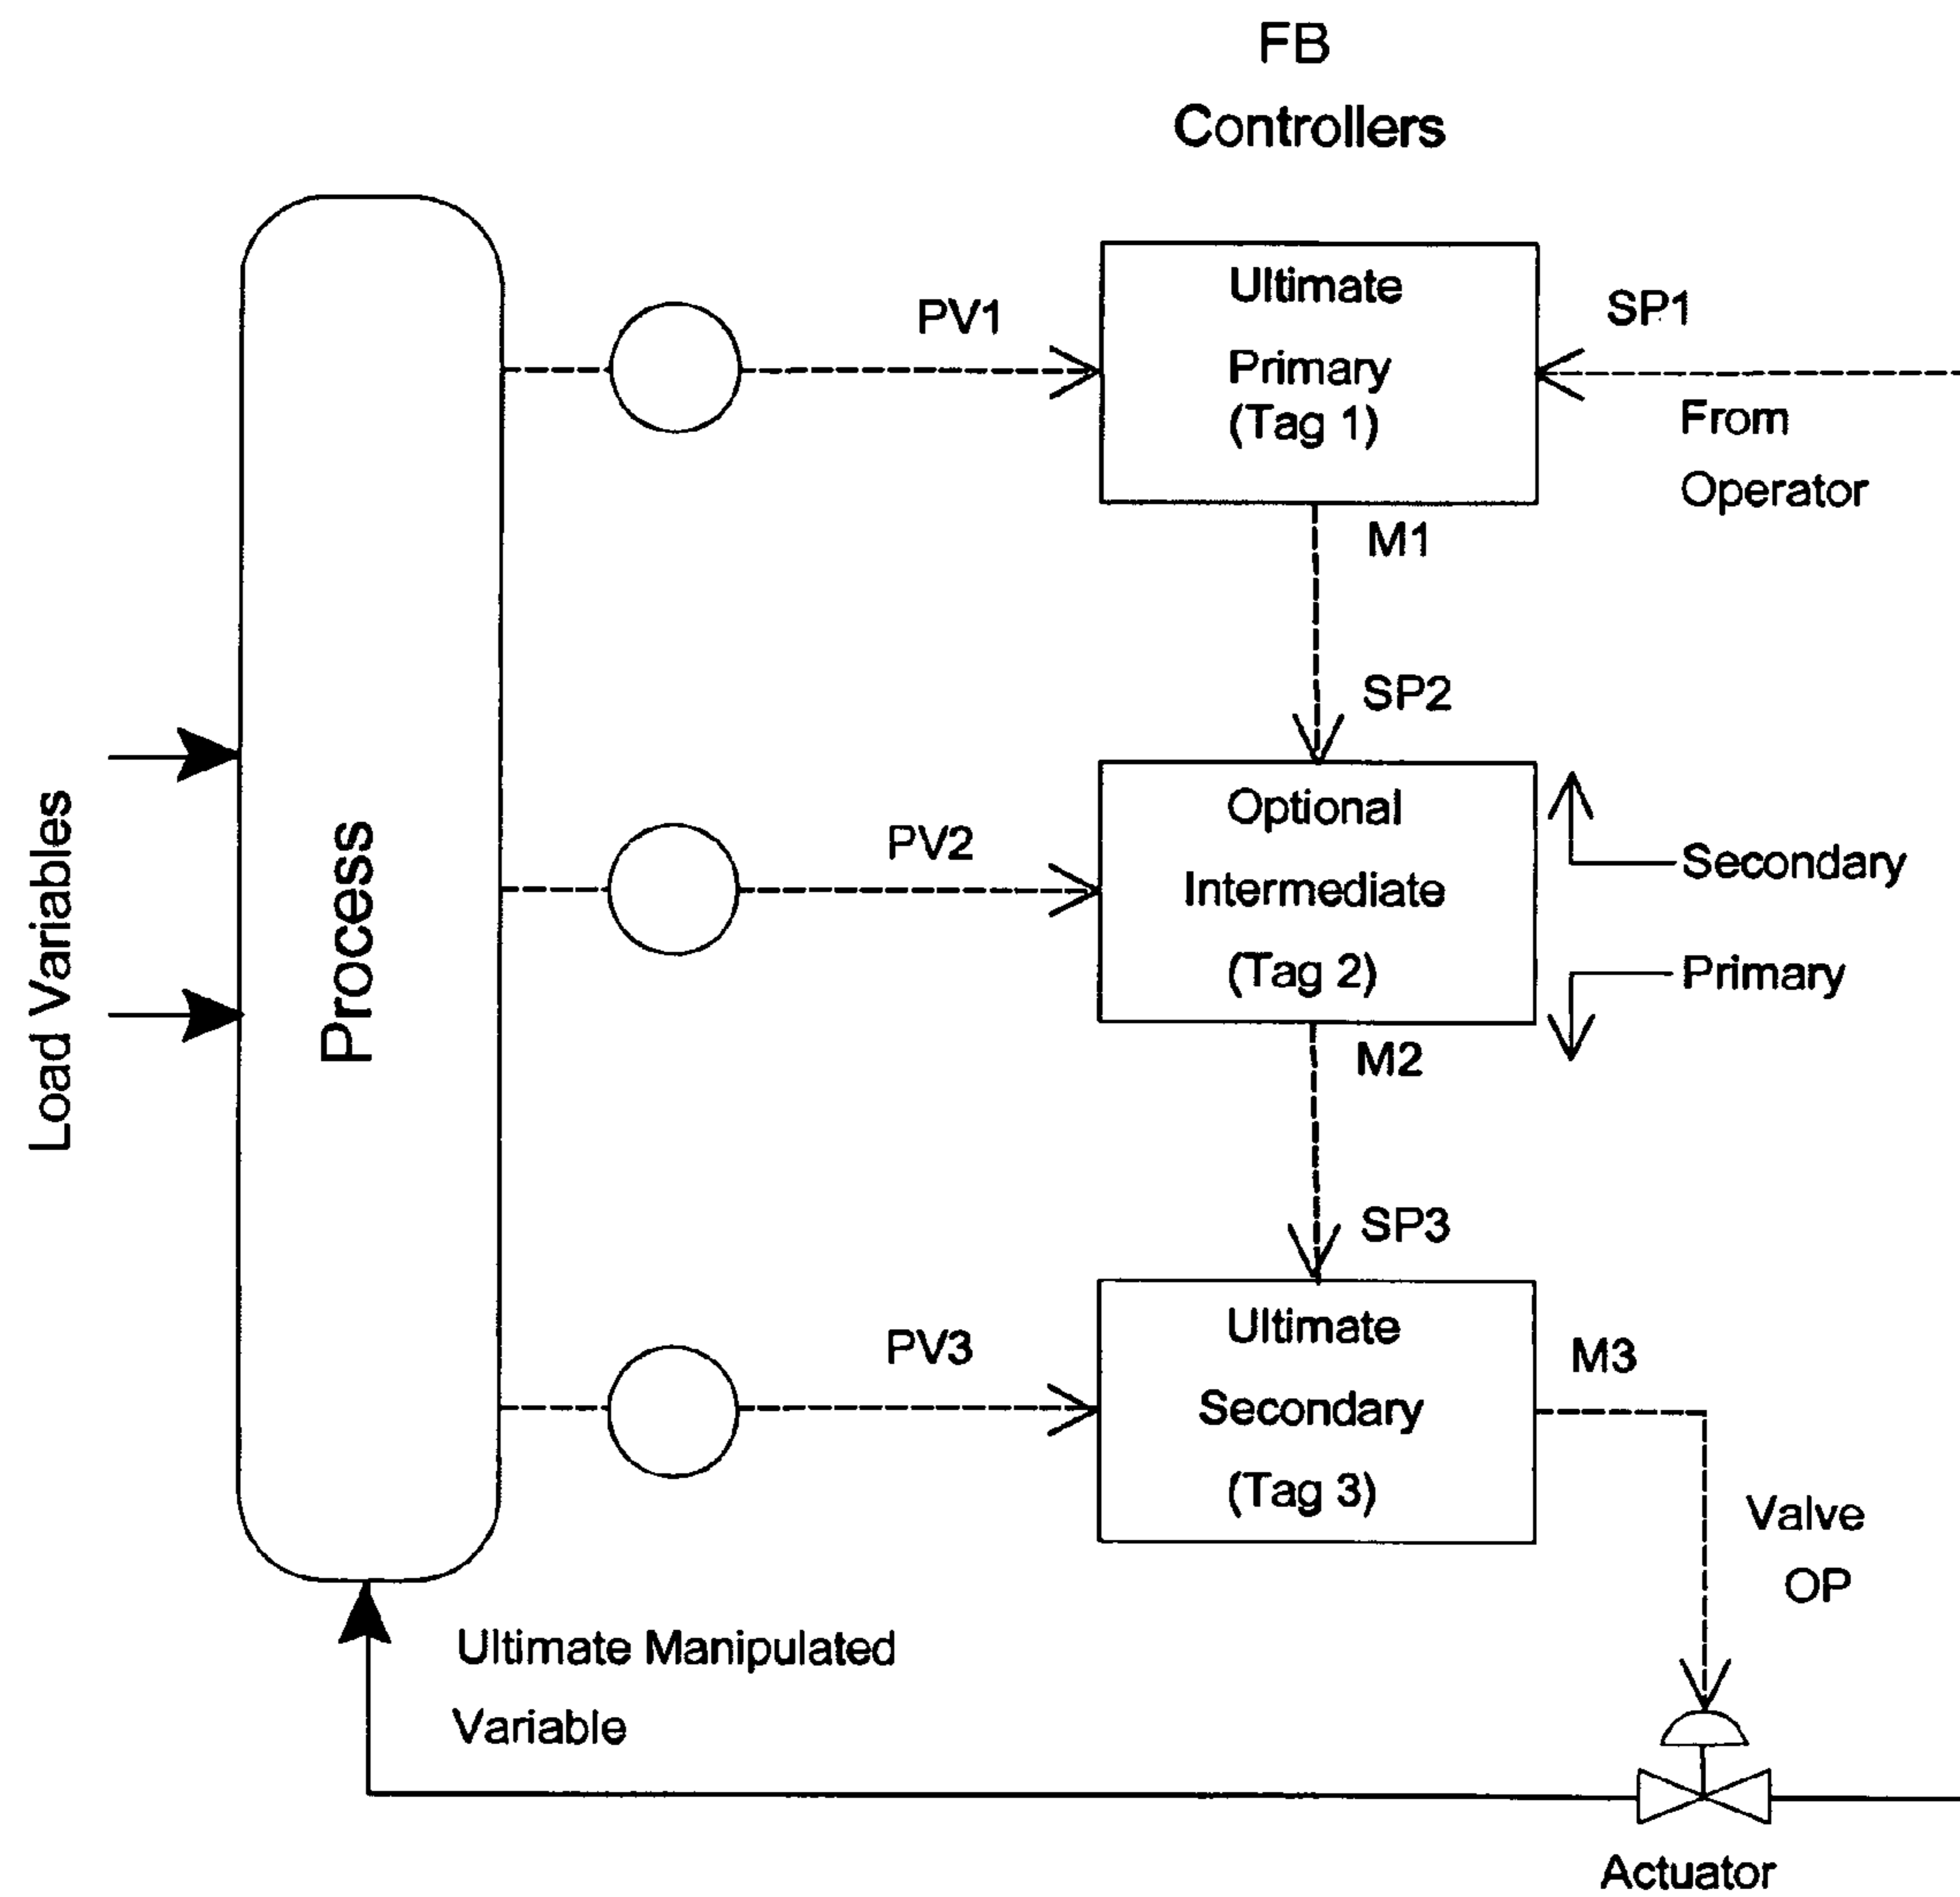 FB
Controllers
Ultimate
Primary
(Tag 1)
PV1
SP1
From
Operator
M1
SP2
Optional
Intermediate
(Tag 2)
PV2
Secondary
Primary
M2
SP3
Ultimate
Secondary
(Tag 3)
PV3
M3
Valve
OP
Load Variables
Process
Ultimate Manipulated
Variable
Actuator